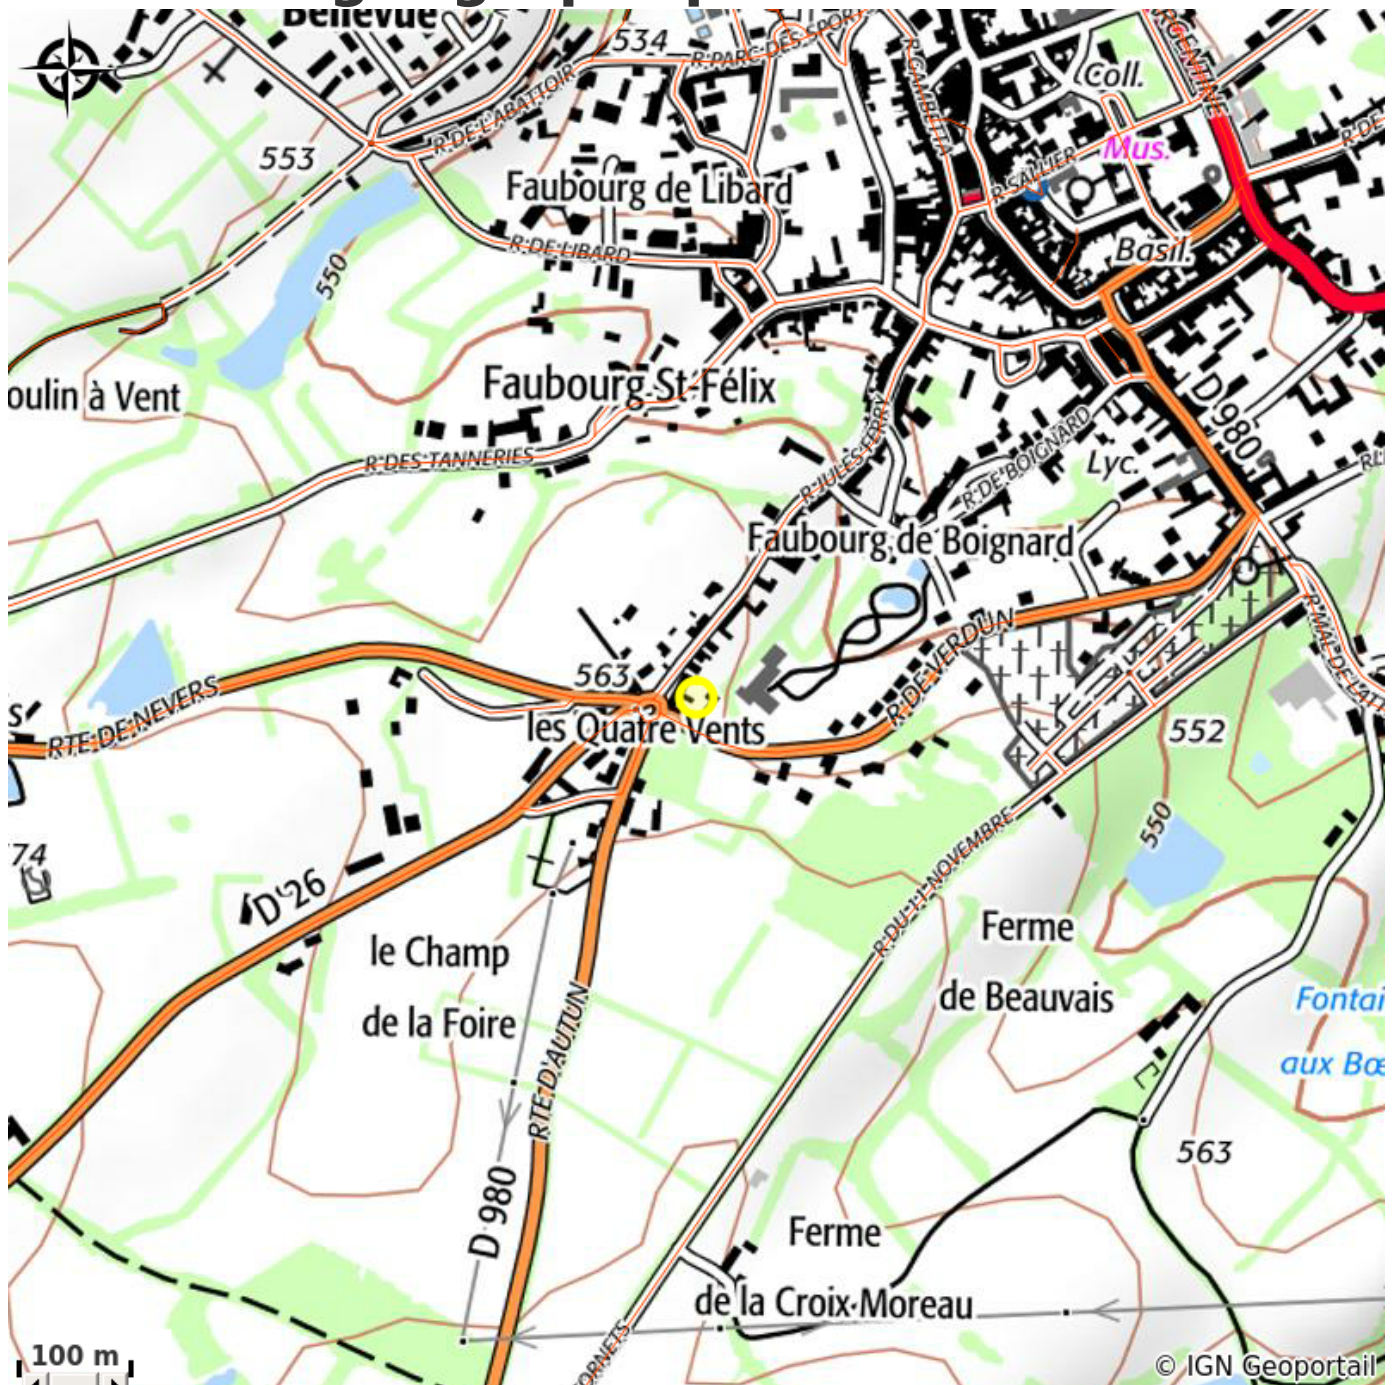 Bellevue
534
R. PARC DES SPORTS
R GAMBETTA
Coll.
ARGENTINE
R DE L'ABATTOIR
553
Mus.
R DE
Faubourg de Libard
R SALLIER
R DE LIBARD
Basil.
550
oulin à Vent
Faubourg St-Félix
D 980
R JULES FERRY
R DE BOIGNARD
Lyc.
R DES TANNERIES
Faubourg de Boignard
R DE VERDUN
563
RTE DE NEVERS
les Quatre Vents
552
550
74
R DU 11 NOVEMBRE
D 26
le Champ
de la Foire
Ferme
de Beauvais
Fontai
aux Bœ
RTE D'AUTUN
563
D 980
Ferme
de la Croix Moreau
ORNETS
100 m
© IGN Geoportail